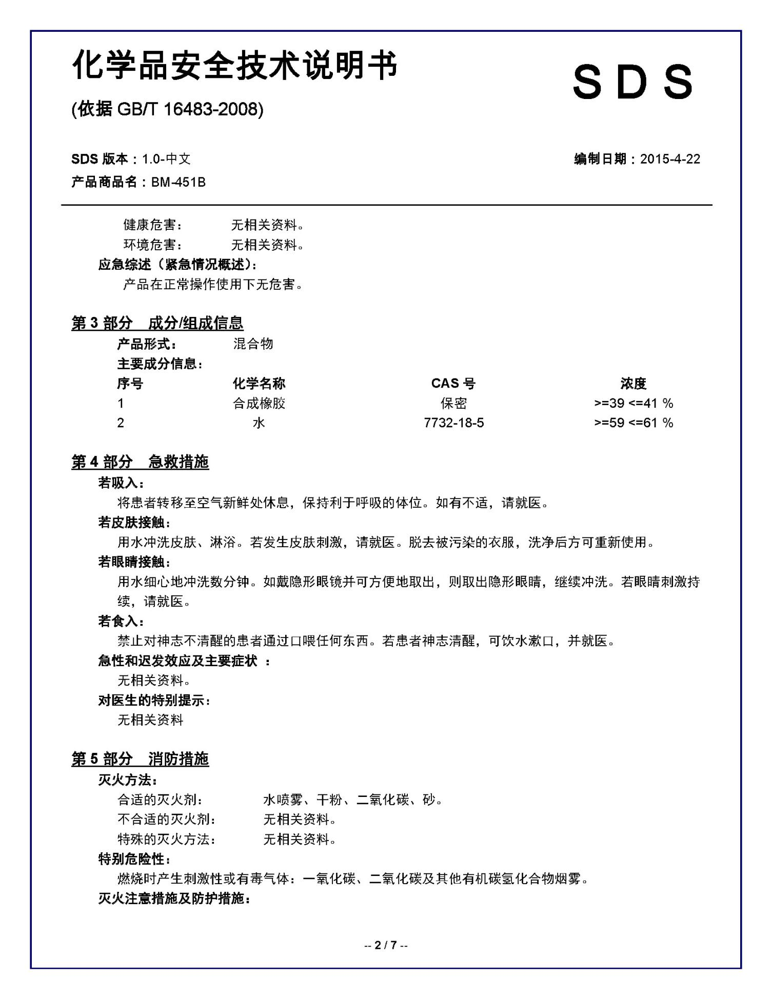 化学品安全技术说明书
SDS
(依据 GB/T 16483-2008)
SDS 版本：1.0-中文 编制日期：2015-4-22
产品商品名：BM-451B
健康危害： 无相关资料。
环境危害： 无相关资料。
应急综述（紧急情况概述）：
产品在正常操作使用下无危害。
第 3 部分 成分/组成信息
产品形式： 混合物
主要成分信息：
序号 化学名称 CAS 号 浓度
1 合成橡胶 保密 >=39 <=41 %
2 水 7732-18-5 >=59 <=61 %
第 4 部分 急救措施
若吸入：
将患者转移至空气新鲜处休息，保持利于呼吸的体位。如有不适，请就医。
若皮肤接触：
用水冲洗皮肤、淋浴。若发生皮肤刺激，请就医。脱去被污染的衣服，洗净后方可重新使用。
若眼睛接触：
用水细心地冲洗数分钟。如戴隐形眼镜并可方便地取出，则取出隐形眼睛，继续冲洗。若眼睛刺激持
续，请就医。
若食入：
禁止对神志不清醒的患者通过口喂任何东西。若患者神志清醒，可饮水漱口，并就医。
急性和迟发效应及主要症状 ：
无相关资料。
对医生的特别提示：
无相关资料
第 5 部分 消防措施
灭火方法：
合适的灭火剂： 水喷雾、干粉、二氧化碳、砂。
不合适的灭火剂： 无相关资料。
特殊的灭火方法： 无相关资料。
特别危险性：
燃烧时产生刺激性或有毒气体：一氧化碳、二氧化碳及其他有机碳氢化合物烟雾。
灭火注意措施及防护措施：
-- 2 / 7 --